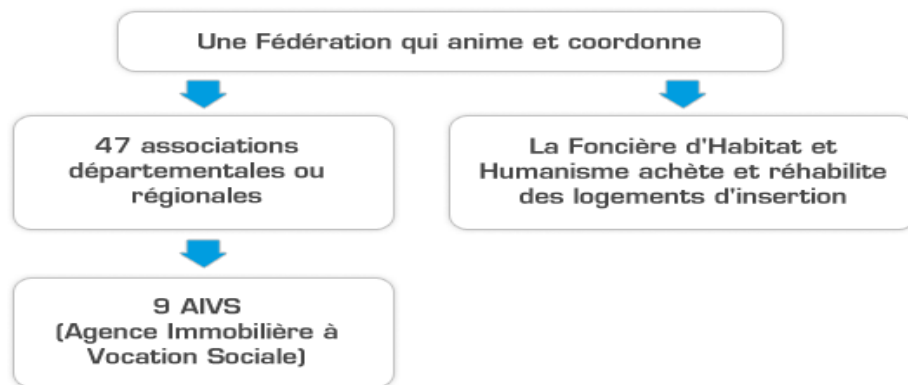 Une Fédération qui anime et coordonne
47 associations
départementales ou
régionales
La Foncière d'Habitat et
Humanisme achète et réhabilite
des logements d'insertion
9 AIVS
(Agence Immobilière à
Vocation Sociale)